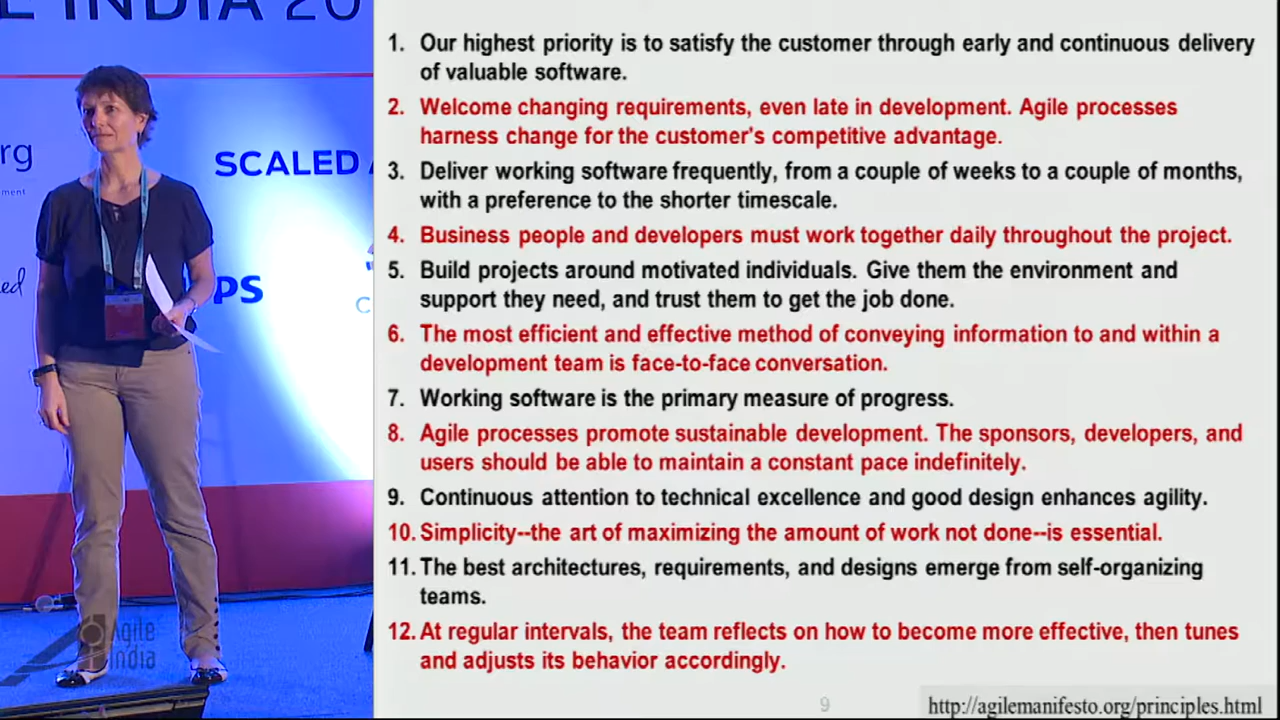 E INDIA 20
rg
ment
SCALED A
PS
ed
C
1. Our highest priority is to satisfy the customer through early and continuous delivery
of valuable software.
2. Welcome changing requirements, even late in development. Agile processes
harness change for the customer's competitive advantage.
3. Deliver working software frequently, from a couple of weeks to a couple of months,
with a preference to the shorter timescale.
4. Business people and developers must work together daily throughout the project.
5. Build projects around motivated individuals. Give them the environment and
support they need, and trust them to get the job done.
6. The most efficient and effective method of conveying information to and within a
development team is face-to-face conversation.
7. Working software is the primary measure of progress.
8. Agile processes promote sustainable development. The sponsors, developers, and
users should be able to maintain a constant pace indefinitely.
9. Continuous attention to technical excellence and good design enhances agility.
10. Simplicity--the art of maximizing the amount of work not done--is essential.
11. The best architectures, requirements, and designs emerge from self-organizing
teams.
12. At regular intervals, the team reflects on how to become more effective, then tunes
and adjusts its behavior accordingly.
Agile
India
9
http://agilemanifesto.org/principles.html